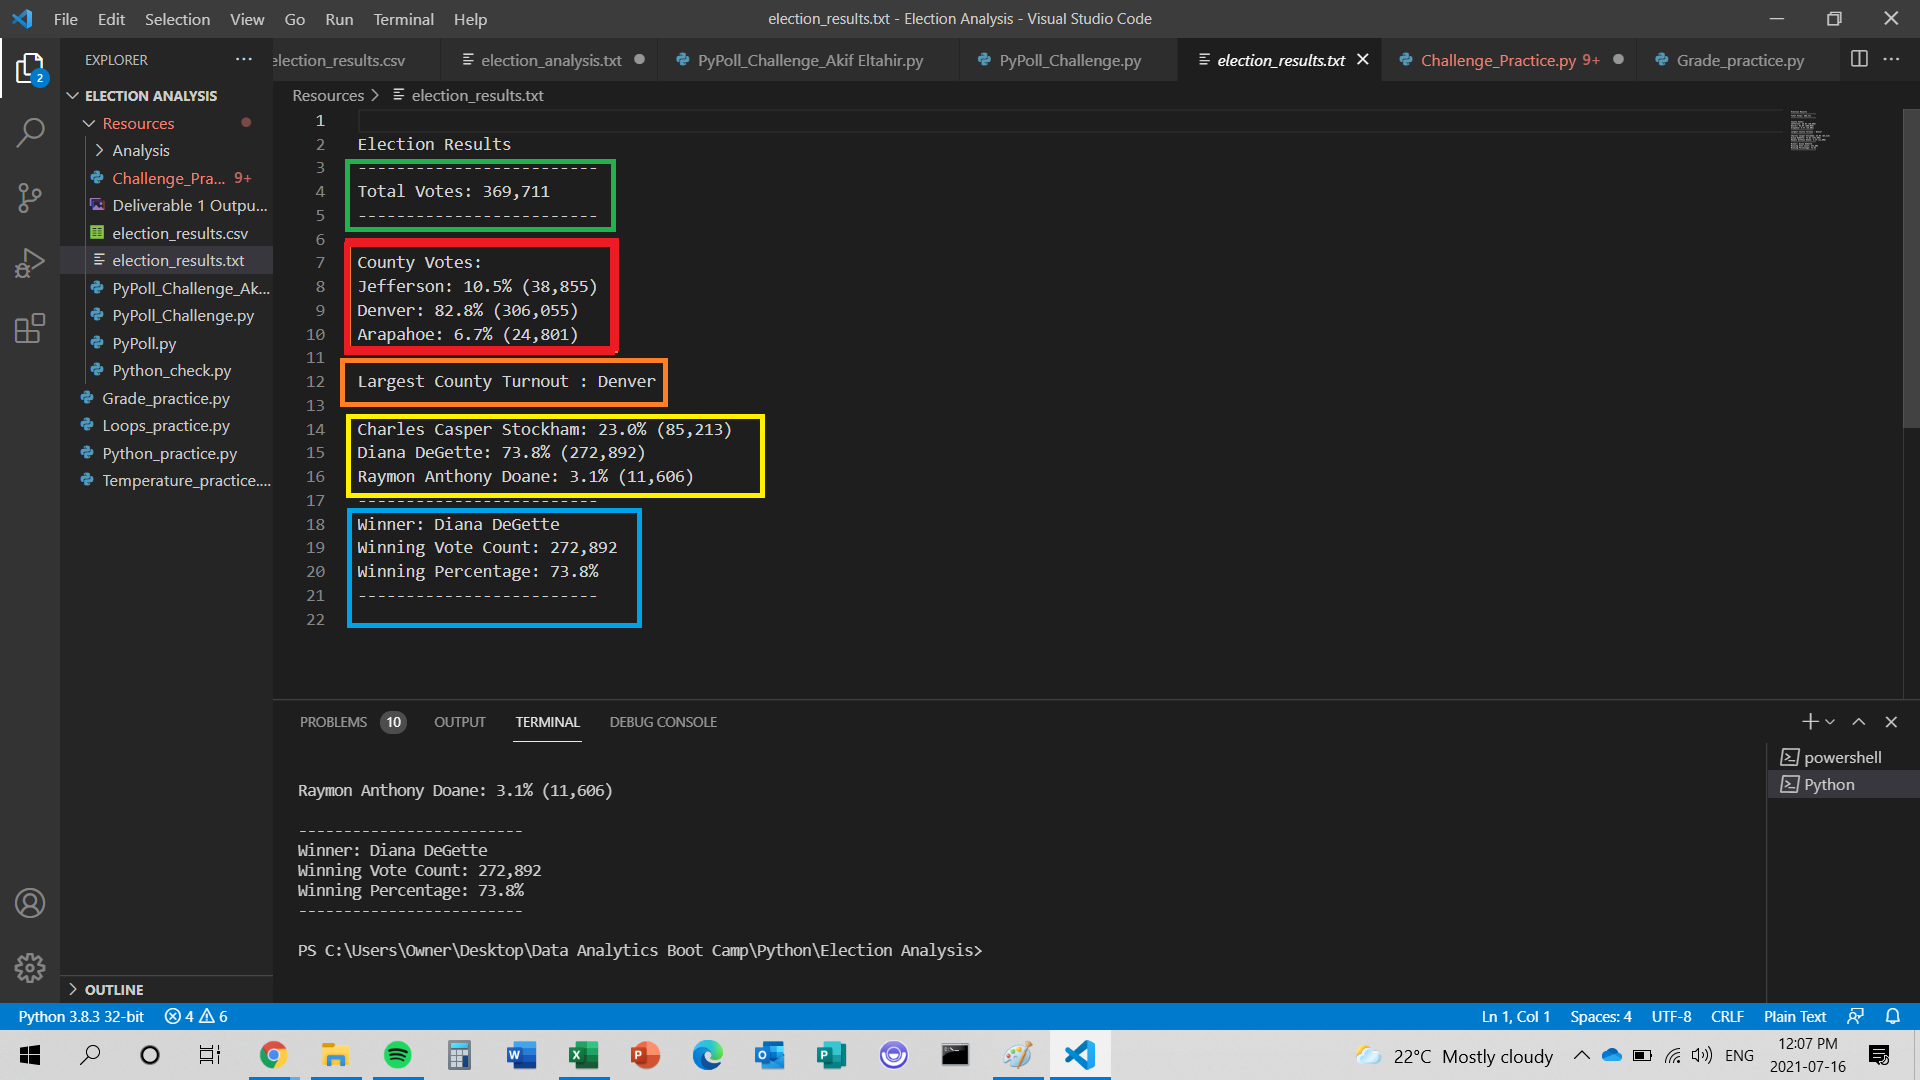 File Edit Selection View Go Run Terminal Help
election_results.txt - Election Analysis - Visual Studio Code
EXPLORER
election_results.csv
election_analysis.txt
PyPoll_Challenge_Akif Eltahir.py
PyPoll_Challenge.py
election_results.txt
Challenge_Practice.py 9+
Grade_practice.py
2
Resources > election_results.txt
ELECTION ANALYSIS
Resources
Analysis
Challenge_Pra... 9+
Deliverable 1 Outpu...
election_results.csv
election_results.txt
PyPoll_Challenge_Ak...
PyPoll_Challenge.py
PyPoll.py
Python_check.py
Grade_practice.py
Loops_practice.py
Python_practice.py
Temperature_practice....
OUTLINE
1
2 Election Results
3 -------------------------
4 Total Votes: 369,711
5 -------------------------
6
7 County Votes:
8 Jefferson: 10.5% (38,855)
9 Denver: 82.8% (306,055)
10 Arapahoe: 6.7% (24,801)
11
12 Largest County Turnout : Denver
13
14 Charles Casper Stockham: 23.0% (85,213)
15 Diana DeGette: 73.8% (272,892)
16 Raymon Anthony Doane: 3.1% (11,606)
17 -------------------------
18 Winner: Diana DeGette
19 Winning Vote Count: 272,892
20 Winning Percentage: 73.8%
21 -------------------------
22
PROBLEMS 10 OUTPUT TERMINAL DEBUG CONSOLE
powershell
Python
Raymon Anthony Doane: 3.1% (11,606)
-------------------------
Winner: Diana DeGette
Winning Vote Count: 272,892
Winning Percentage: 73.8%
-------------------------
PS C:\Users\Owner\Desktop\Data Analytics Boot Camp\Python\Election Analysis>
Python 3.8.3 32-bit 4 6
Ln 1, Col 1 Spaces: 4 UTF-8 CRLF Plain Text
22°C Mostly cloudy
ENG
12:07 PM
2021-07-16